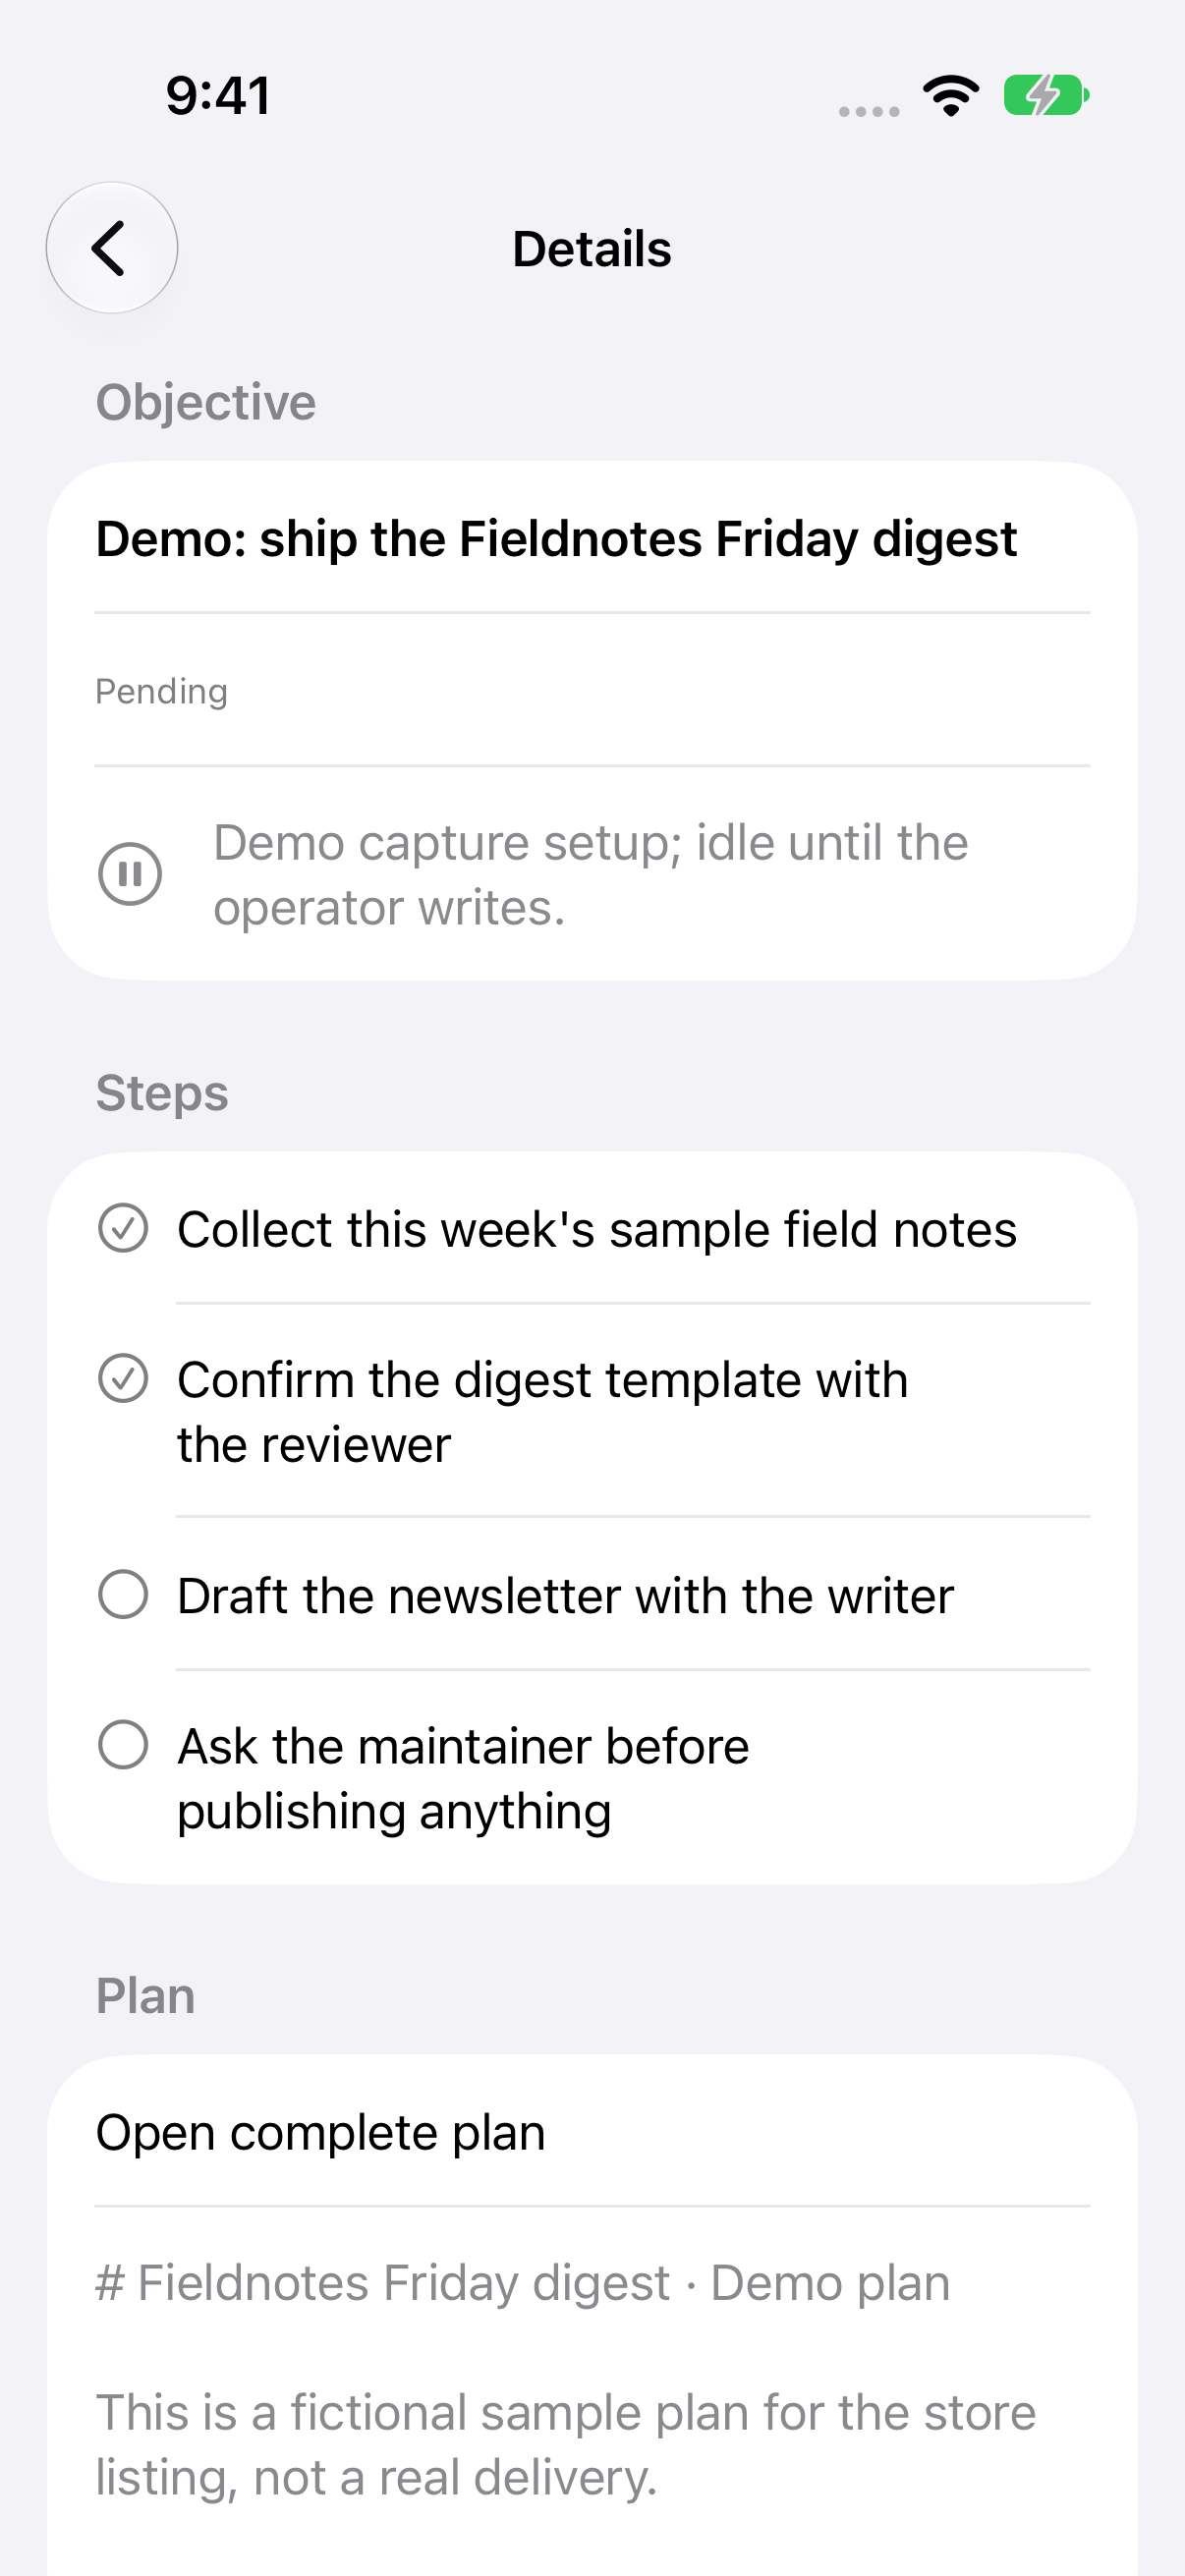 9:41
Details
Objective
Demo: ship the Fieldnotes Friday digest
Pending
Demo capture setup; idle until the
operator writes.
Steps
Collect this week's sample field notes
Confirm the digest template with
the reviewer
Draft the newsletter with the writer
Ask the maintainer before
publishing anything
Plan
Open complete plan
# Fieldnotes Friday digest · Demo plan
This is a fictional sample plan for the store
listing, not a real delivery.